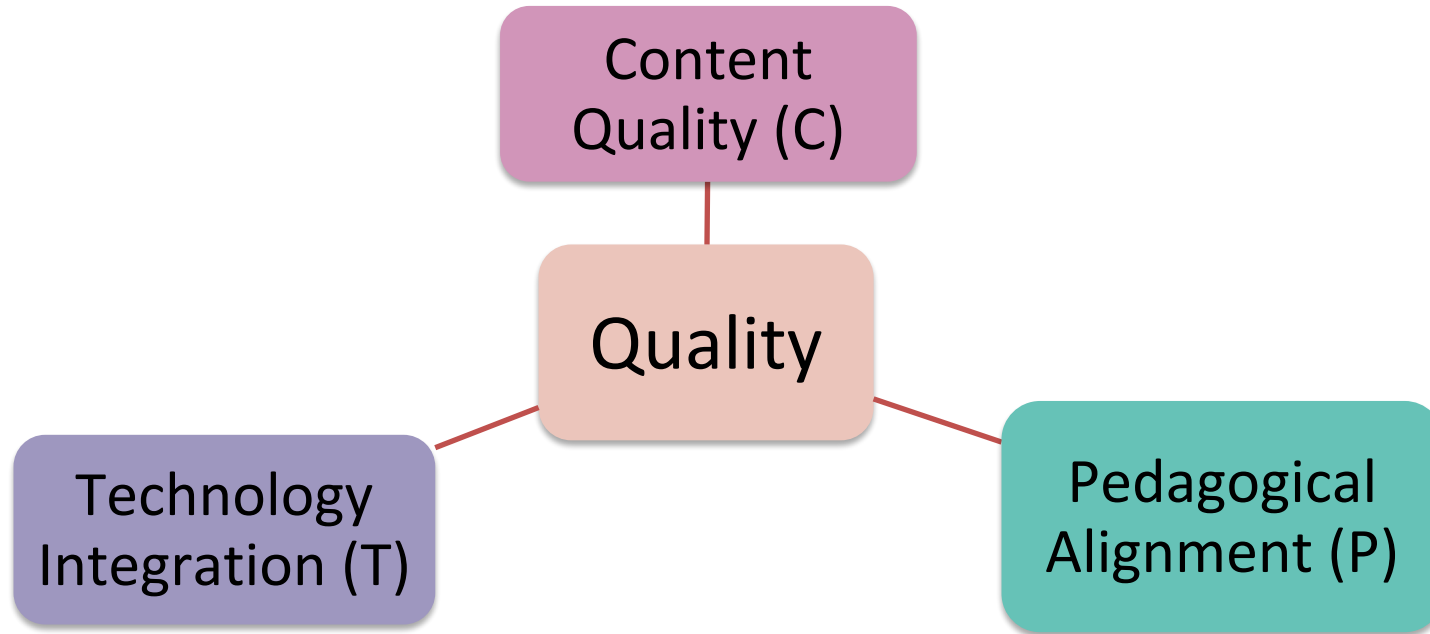 Content
Quality (C)
Quality
Technology
Integration (T)
Pedagogical
Alignment (P)